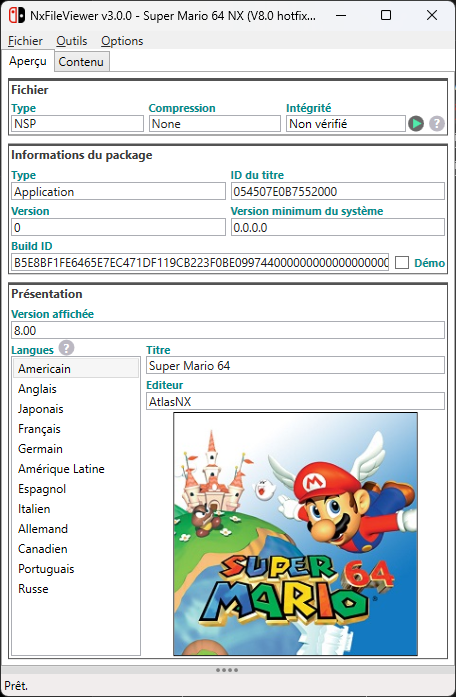 NxFileViewer v3.0.0 - Super Mario 64 NX (V8.0 hotfix...
Fichier Outils Options
Aperçu Contenu
Fichier
Type Compression Intégrité
NSP None Non vérifié ?
Informations du package
Type ID du titre
Application 054507E0B7552000
Version Version minimum du système
0 0.0.0.0
Build ID
B5E8BF1FE6465E7EC471DF119CB223F0BE09974400000000000000000 Démo
Présentation
Version affichée
8.00
Langues ? Titre
Americain Super Mario 64
Anglais Editeur
Japonais AtlasNX
Français
Germain
Amérique Latine
Espagnol
Italien
Allemand
Canadien
Portuguais
Russe
M
SUPER
MARIO 64
Prêt.